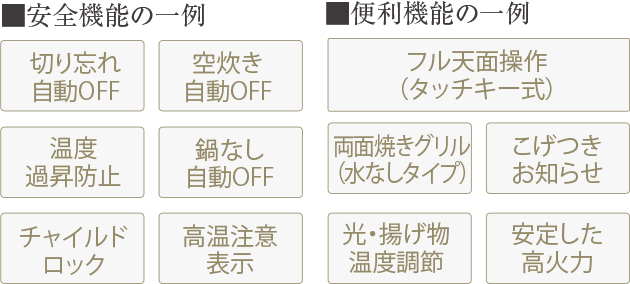 ■安全機能の一例
切り忘れ
自動OFF
空炊き
自動OFF
温度
過昇防止
鍋なし
自動OFF
チャイルド
ロック
高温注意
表示
■便利機能の一例
フル天面操作
（タッチキー式）
両面焼きグリル
（水なしタイプ）
こげつき
お知らせ
光・揚げ物
温度調節
安定した
高火力